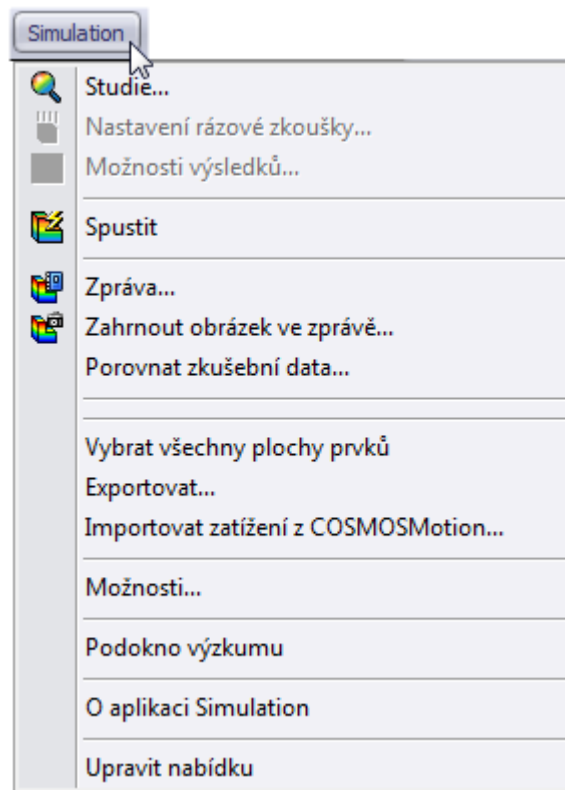 Simulation
Studie...
Nastavení rázové zkoušky...
Možnosti výsledků...
Spustit
Zpráva...
Zahrnout obrázek ve zprávě...
Porovnat zkušební data...
Vybrat všechny plochy prvků
Exportovat...
Importovat zatížení z COSMOSMotion...
Možnosti...
Podokno výzkumu
O aplikaci Simulation
Upravit nabídku